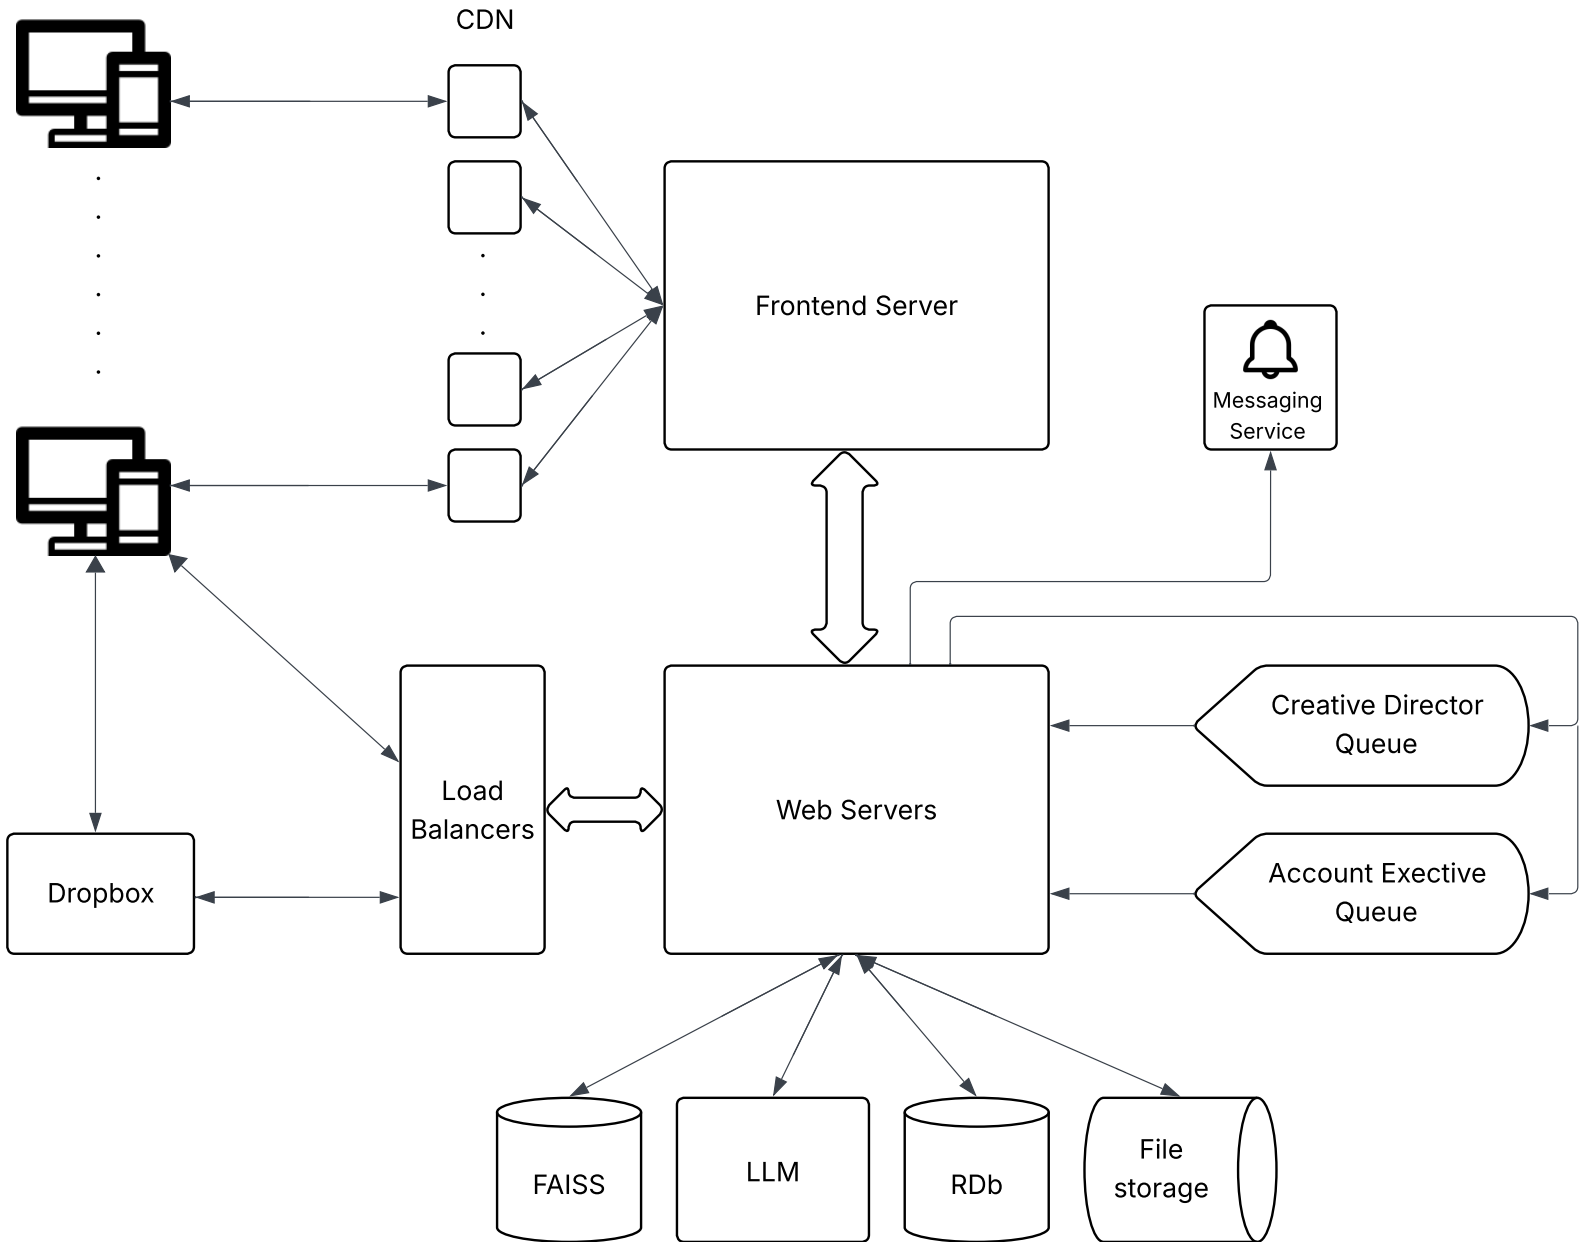 CDN
Frontend Server
Messaging
Service
Creative Director
Queue
Load
Balancers
Web Servers
Account Exective
Queue
Dropbox
FAISS
LLM
RDb
File
storage